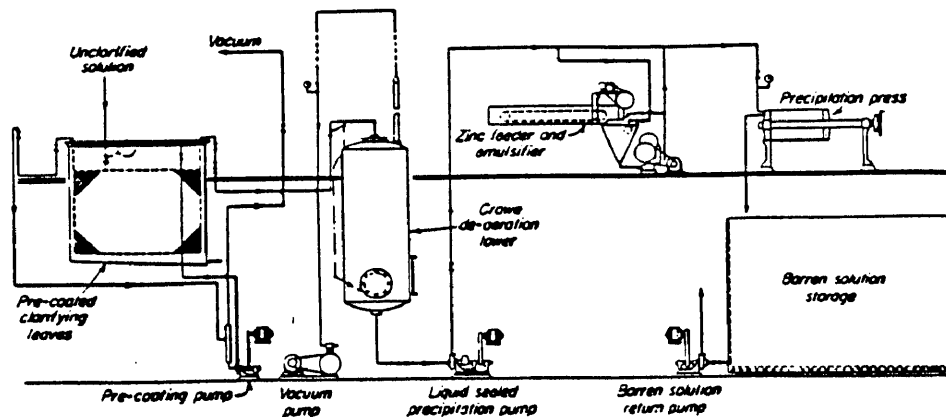 Unclarified
solution
Vacuum
Precipitation press
Zinc feeder and
emulsifier
Crowe
de-aeration
tower
Pre-coated
clarifying
leaves
Barren solution
storage
Pre-coating pump
Vacuum
pump
Liquid sealed
precipitation pump
Barren solution
return pump